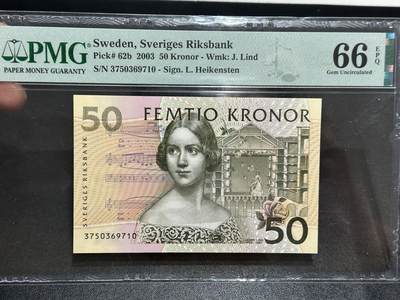 PMG
PAPER MONEY GUARANTY
Sweden, Sveriges Riksbank
Pick# 62b 2003 50 Kronor - Wmk: J. Lind
S/N 3750369710 - Sign. L. Heikensten
66 EPQ
Gem Uncirculated
50 FEMTIO KRONOR
SVERIGES RIKSBANK
3750369710
50